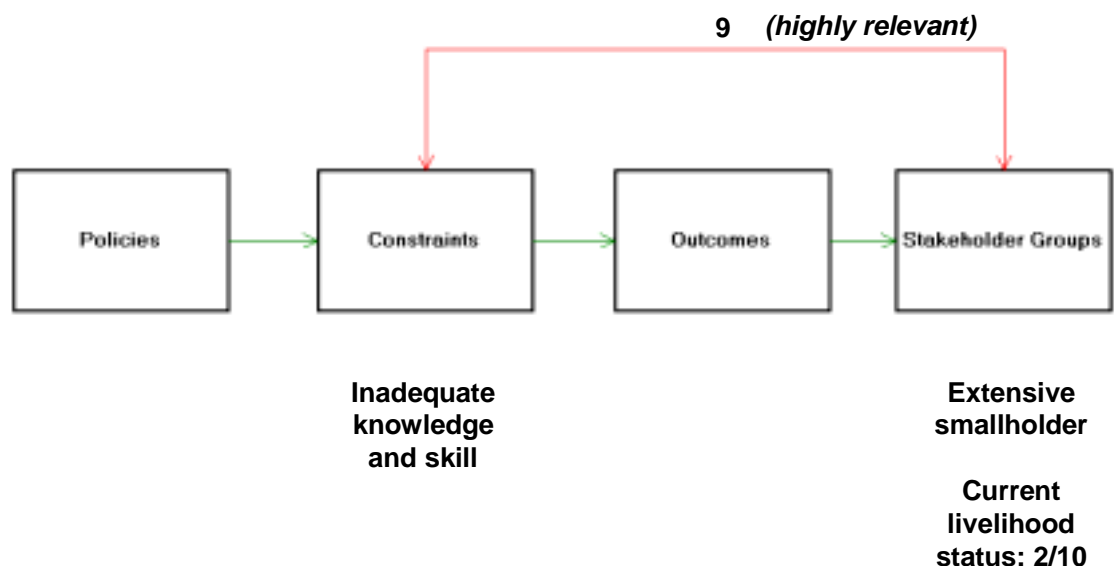 9 (highly relevant)
Policies
Constraints
Outcomes
Stakeholder Groups
Inadequate
knowledge
and skill
Extensive
smallholder
Current
livelihood
status: 2/10